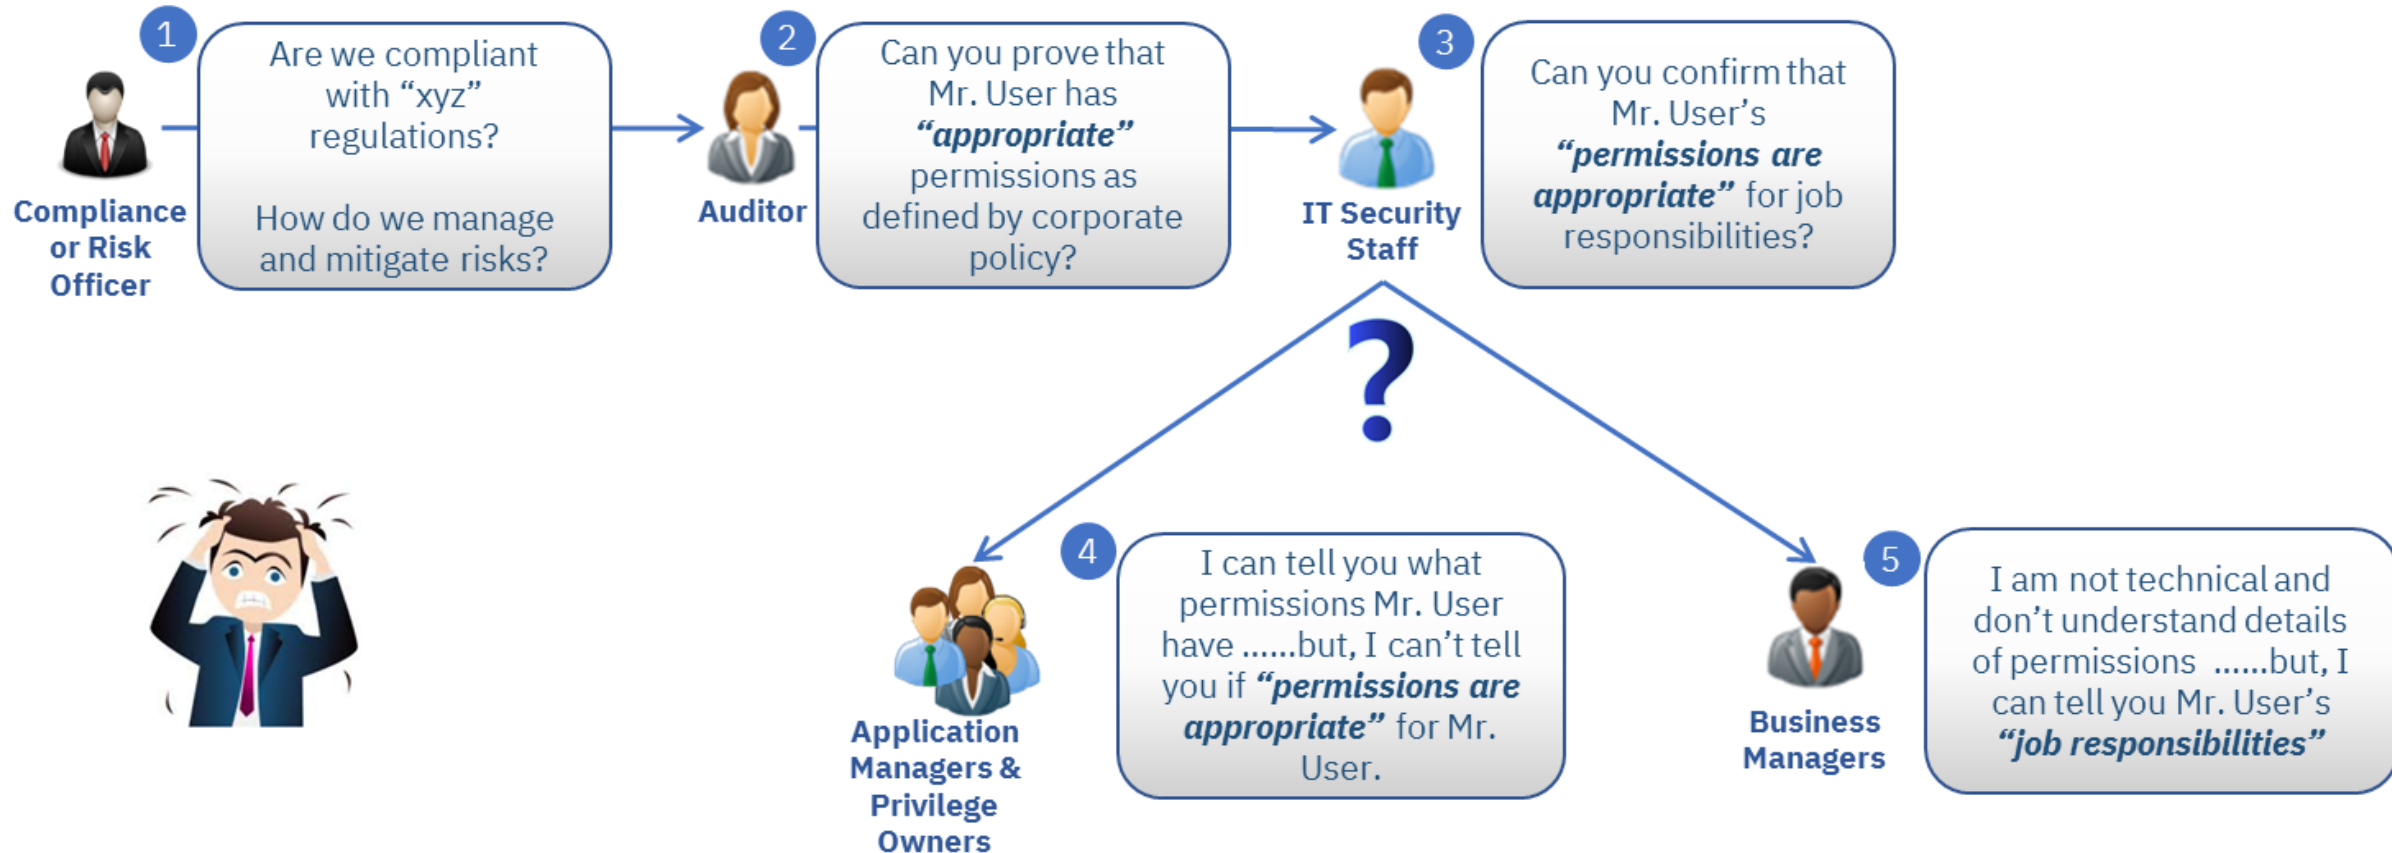 1
Are we compliant
with “xyz”
regulations?
How do we manage
and mitigate risks?
Compliance
or Risk
Officer
2
Can you prove that
Mr. User has
“appropriate”
permissions as
defined by corporate
policy?
Auditor
3
Can you confirm that
Mr. User’s
“permissions are
appropriate” for job
responsibilities?
IT Security
Staff
?
4
I can tell you what
permissions Mr. User
have ......but, I can’t tell
you if “permissions are
appropriate” for Mr.
User.
Application
Managers &
Privilege
Owners
5
I am not technical and
don’t understand details
of permissions ......but, I
can tell you Mr. User’s
“job responsibilities”
Business
Managers